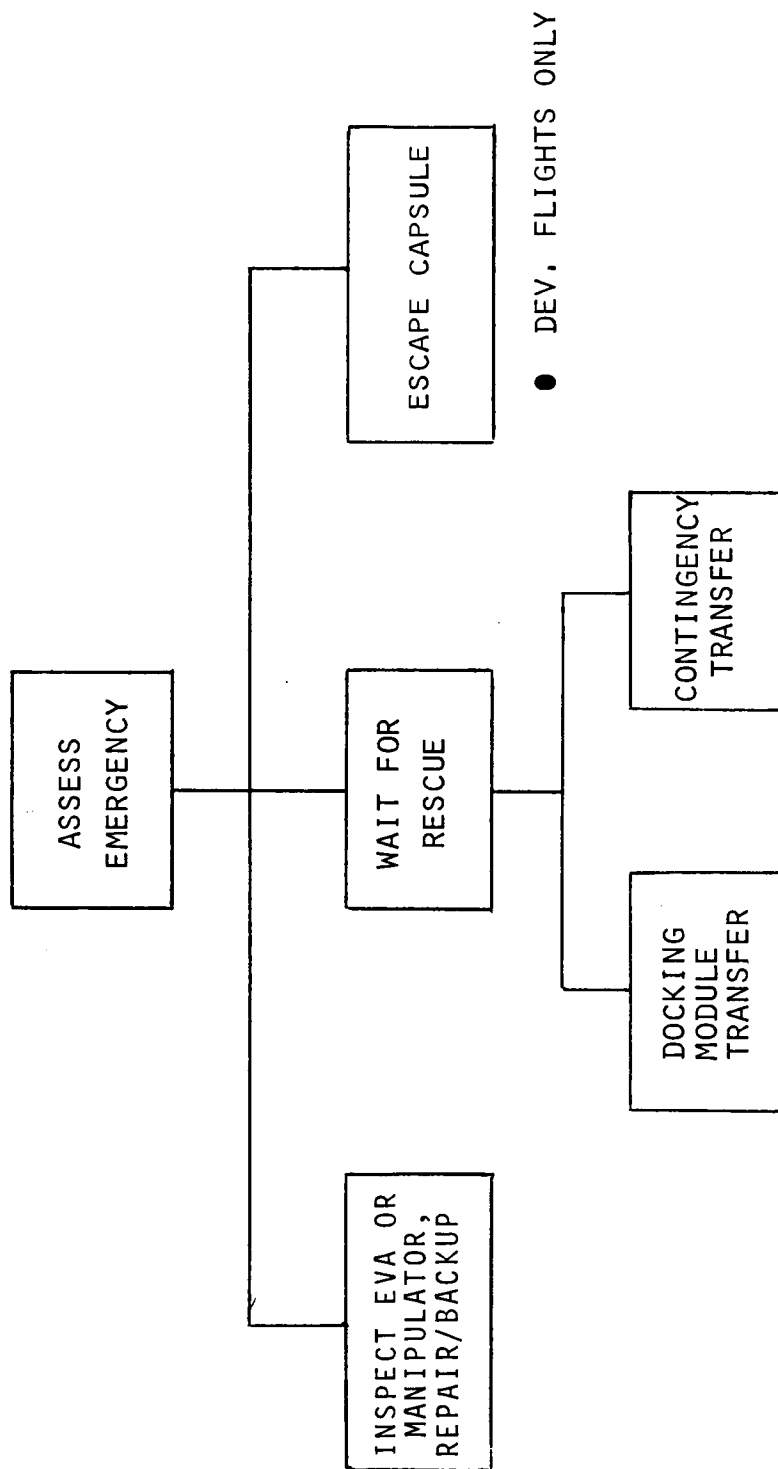 ASSESS
EMERGENCY
INSPECT EVA OR
MANIPULATOR,
REPAIR/BACKUP
WAIT FOR
RESCUE
ESCAPE CAPSULE
● DEV. FLIGHTS ONLY
DOCKING
MODULE
TRANSFER
CONTINGENCY
TRANSFER